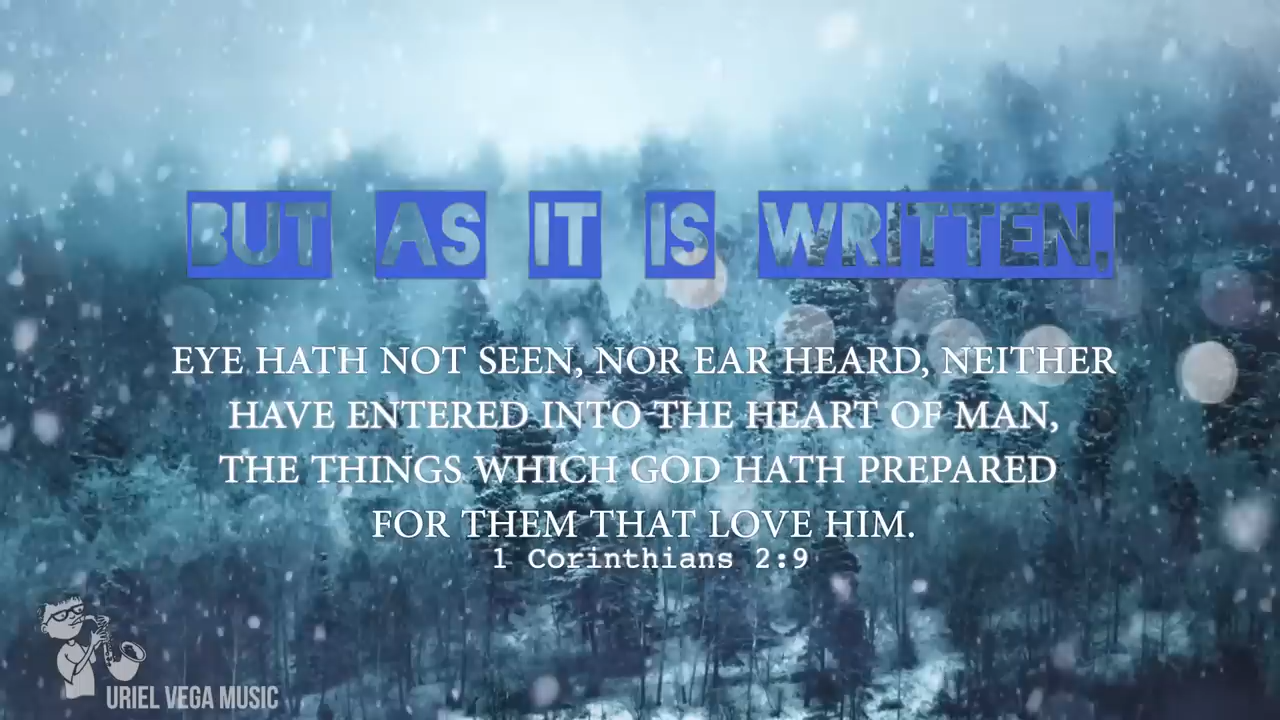 BUT AS IT IS WRITTEN,
EYE HATH NOT SEEN, NOR EAR HEARD, NEITHER
HAVE ENTERED INTO THE HEART OF MAN,
THE THINGS WHICH GOD HATH PREPARED
FOR THEM THAT LOVE HIM.
1 Corinthians 2:9
URIEL VEGA MUSIC